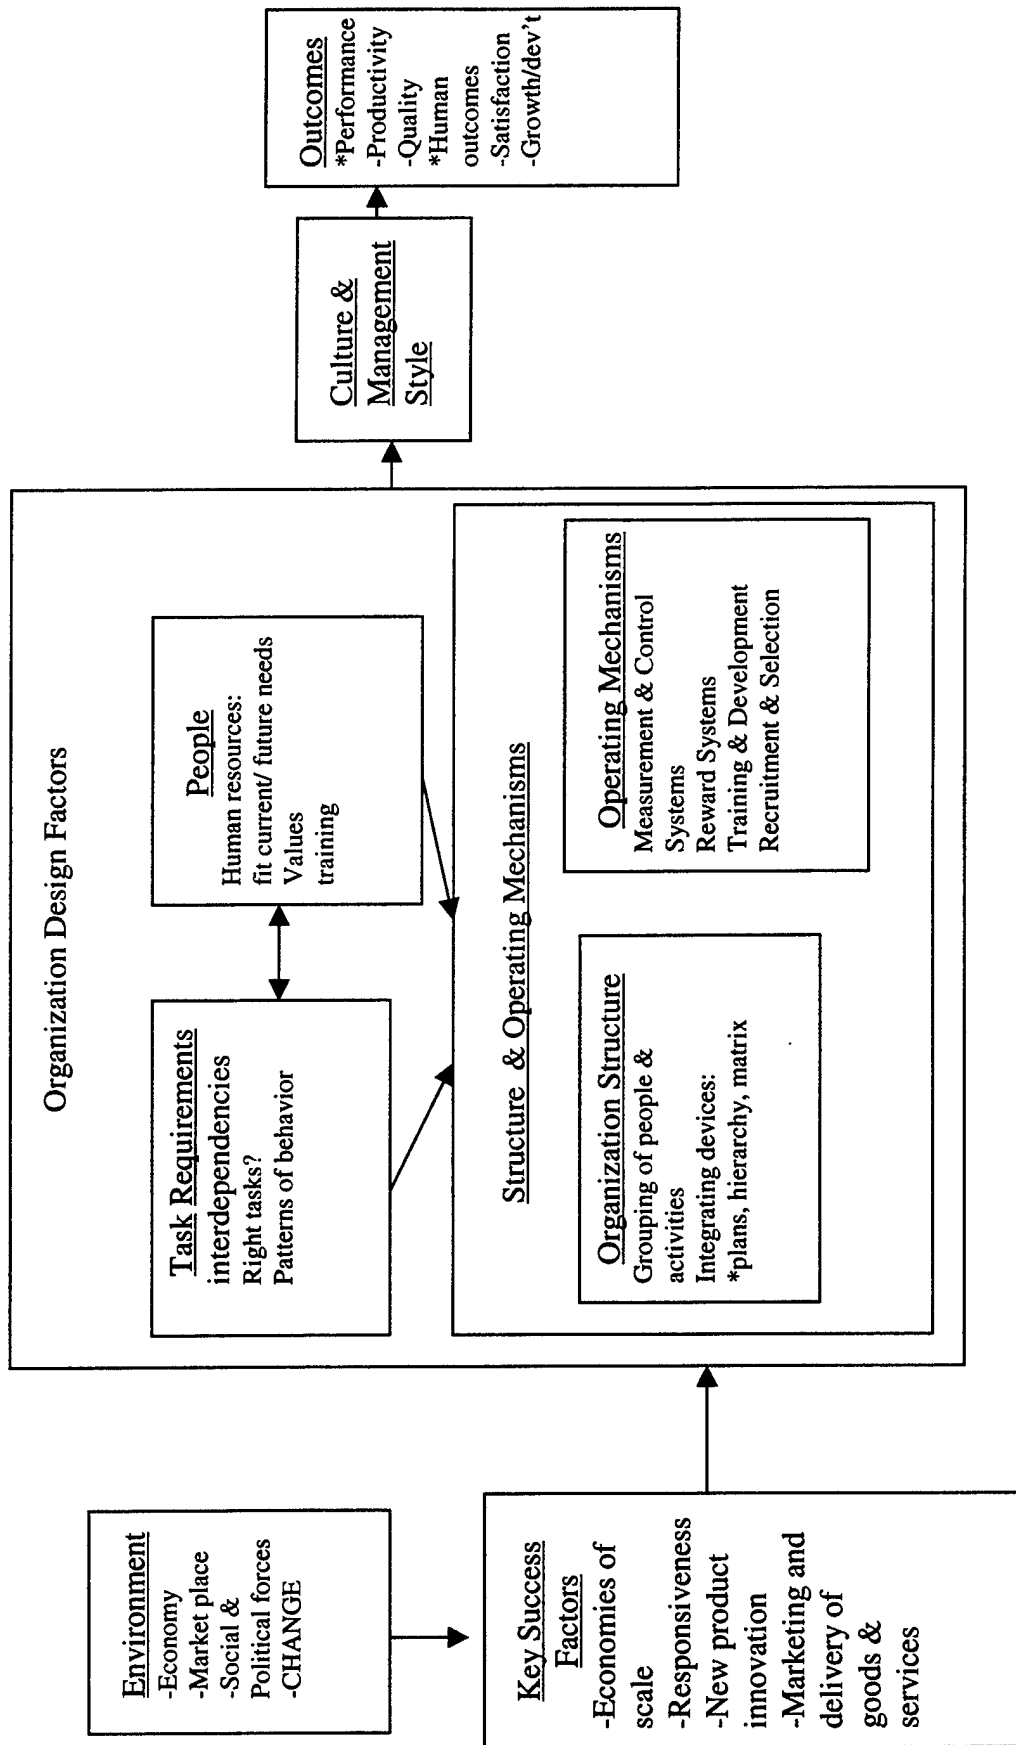 Organization Design Factors
Environment
-Economy
-Market place
-Social &
Political forces
-CHANGE
Key Success
Factors
-Economies of
scale
-Responsiveness
-New product
innovation
-Marketing and
delivery of
goods &
services
Task Requirements
interdependencies
Right tasks?
Patterns of behavior
People
Human resources:
fit current/ future needs
Values
training
Structure & Operating Mechanisms
Organization Structure
Grouping of people &
activities
Integrating devices:
*plans, hierarchy, matrix
Operating Mechanisms
Measurement & Control
Systems
Reward Systems
Training & Development
Recruitment & Selection
Culture &
Management
Style
Outcomes
*Performance
-Productivity
-Quality
*Human
outcomes
-Satisfaction
-Growth/dev't